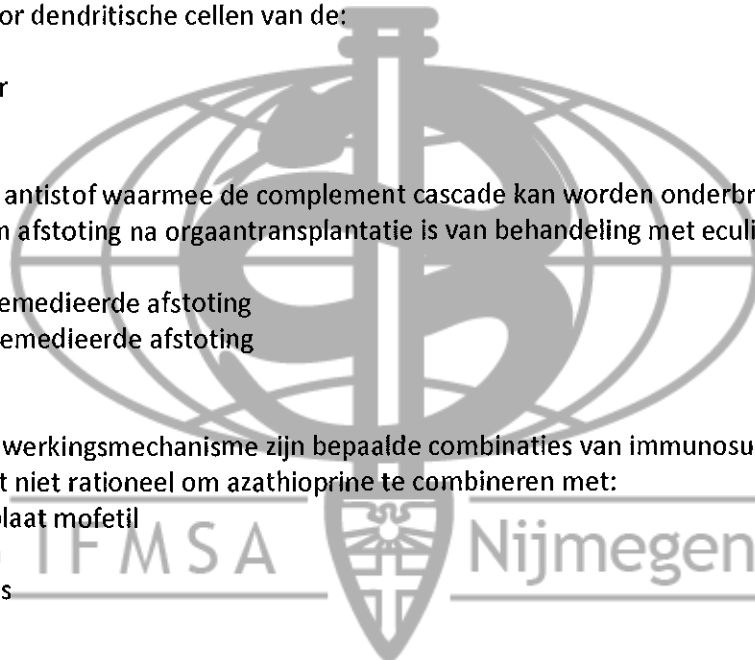 or dendritische cellen van de:
r
antistof waarmee de complement cascade kan worden onderbr
n afstoting na orgaantransplantatie is van behandeling met eculi
emedieerde afstoting
emedieerde afstoting
werkingsmechanisme zijn bepaalde combinaties van immunosu
t niet rationeel om azathioprine te combineren met:
laat mofetil
s
IFMSA Nijmegen